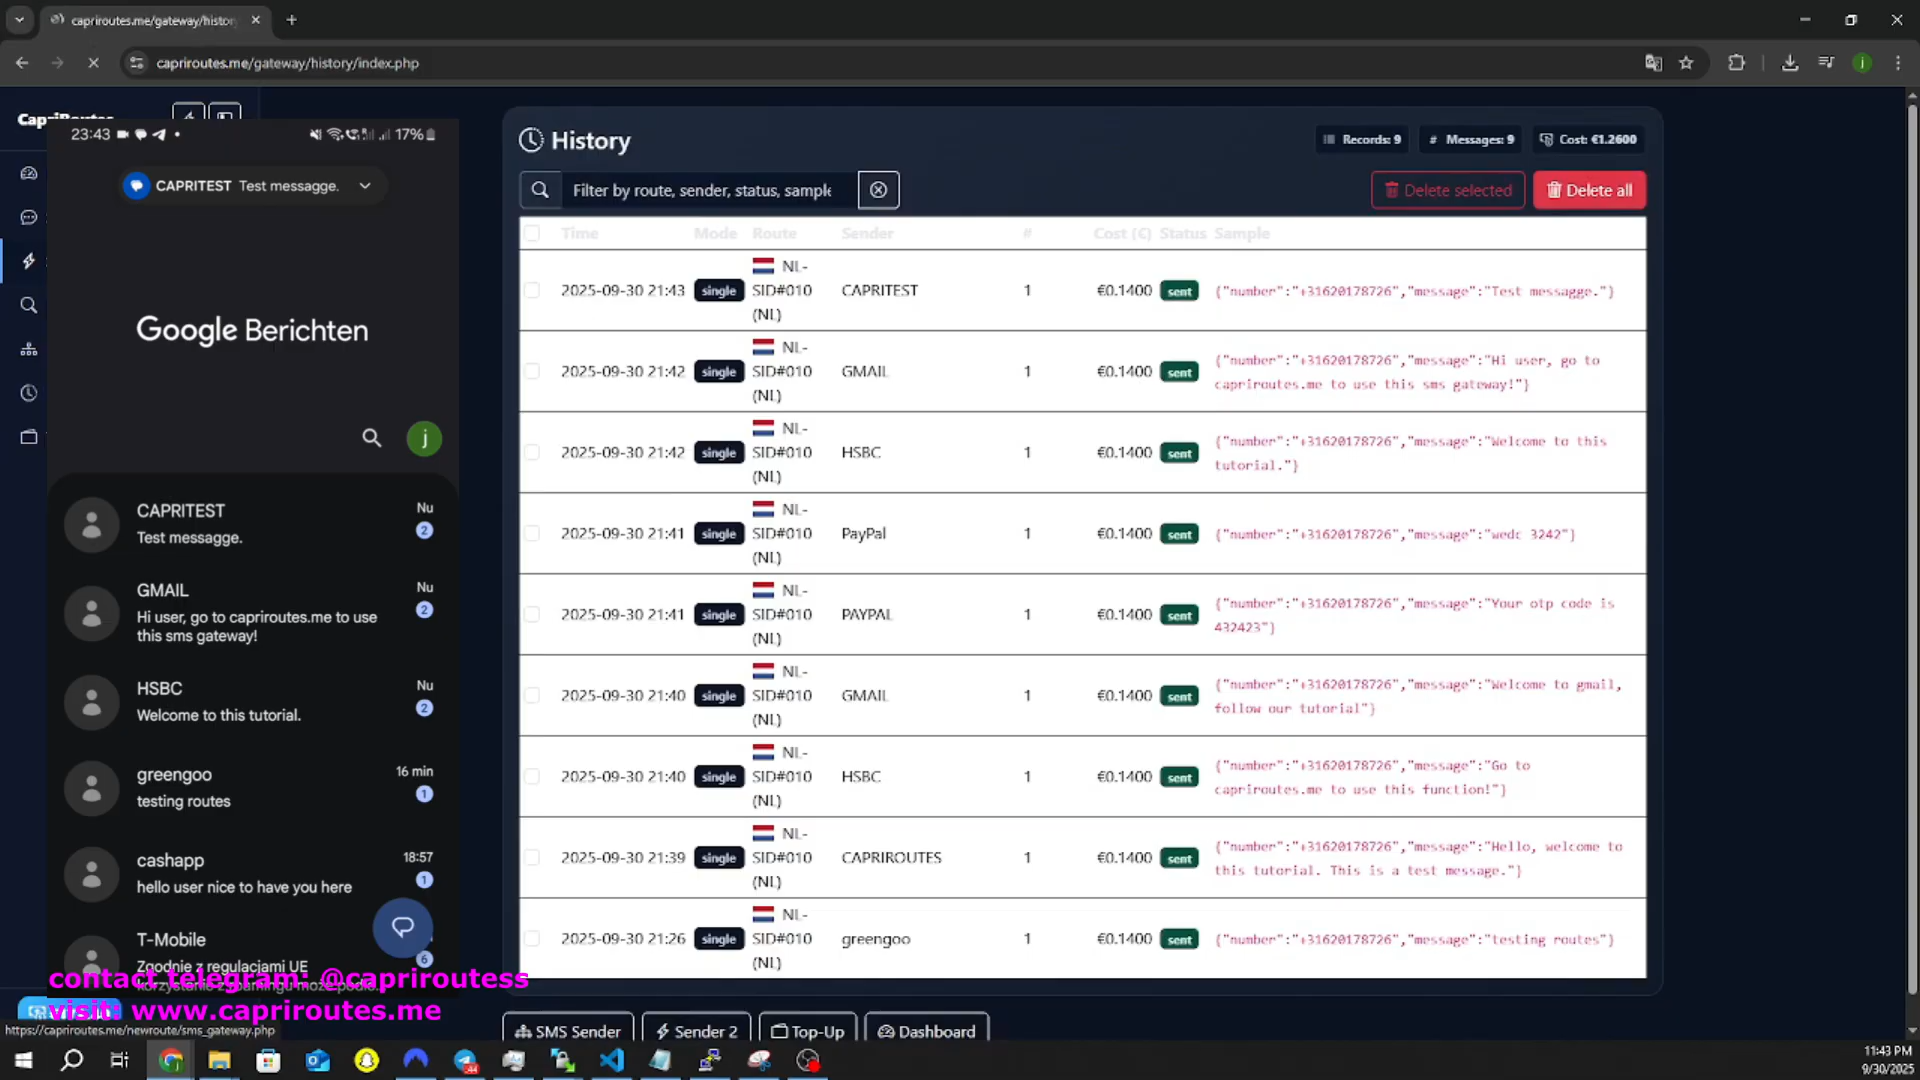 capriroutes.me/gateway/histor
capriroutes.me/gateway/history/index.php
j
CapriRoutes
23:43
17%
CAPRITEST Test messagge.
Google Berichten
j
CAPRITEST
Nu
Test messagge.
2
GMAIL
Nu
Hi user, go to capriroutes.me to use
this sms gateway!
2
HSBC
Nu
Welcome to this tutorial.
2
greengoo
16 min
testing routes
1
cashapp
18:57
hello user nice to have you here
1
T-Mobile
Zgodnie z regulacjami UE
6
contact telegram: @capriroutess
visit: www.capriroutes.me
https://capriroutes.me/newroute/sms_gateway.php
History
Records: 9
# Messages: 9
Cost: €1.2600
Filter by route, sender, status, sample
Delete selected
Delete all
Time Mode Route Sender # Cost (€) Status Sample
2025-09-30 21:43 single NL-SID#010 (NL) CAPRITEST 1 €0.1400 sent {"number":"+31620178726","message":"Test messagge."}
2025-09-30 21:42 single NL-SID#010 (NL) GMAIL 1 €0.1400 sent {"number":"+31620178726","message":"Hi user, go to
capriroutes.me to use this sms gateway!"}
2025-09-30 21:42 single NL-SID#010 (NL) HSBC 1 €0.1400 sent {"number":"+31620178726","message":"Welcome to this
tutorial."}
2025-09-30 21:41 single NL-SID#010 (NL) PayPal 1 €0.1400 sent {"number":"+31620178726","message":"wedc 3242"}
2025-09-30 21:41 single NL-SID#010 (NL) PAYPAL 1 €0.1400 sent {"number":"+31620178726","message":"Your otp code is
432423"}
2025-09-30 21:40 single NL-SID#010 (NL) GMAIL 1 €0.1400 sent {"number":"+31620178726","message":"Welcome to gmail,
follow our tutorial"}
2025-09-30 21:40 single NL-SID#010 (NL) HSBC 1 €0.1400 sent {"number":"+31620178726","message":"Go to
capriroutes.me to use this function!"}
2025-09-30 21:39 single NL-SID#010 (NL) CAPRIROUTES 1 €0.1400 sent {"number":"+31620178726","message":"Hello, welcome to
this tutorial. This is a test message."}
2025-09-30 21:26 single NL-SID#010 (NL) greengoo 1 €0.1400 sent {"number":"+31620178726","message":"testing routes"}
SMS Sender
Sender 2
Top-Up
Dashboard
44
11:43 PM
9/30/2025